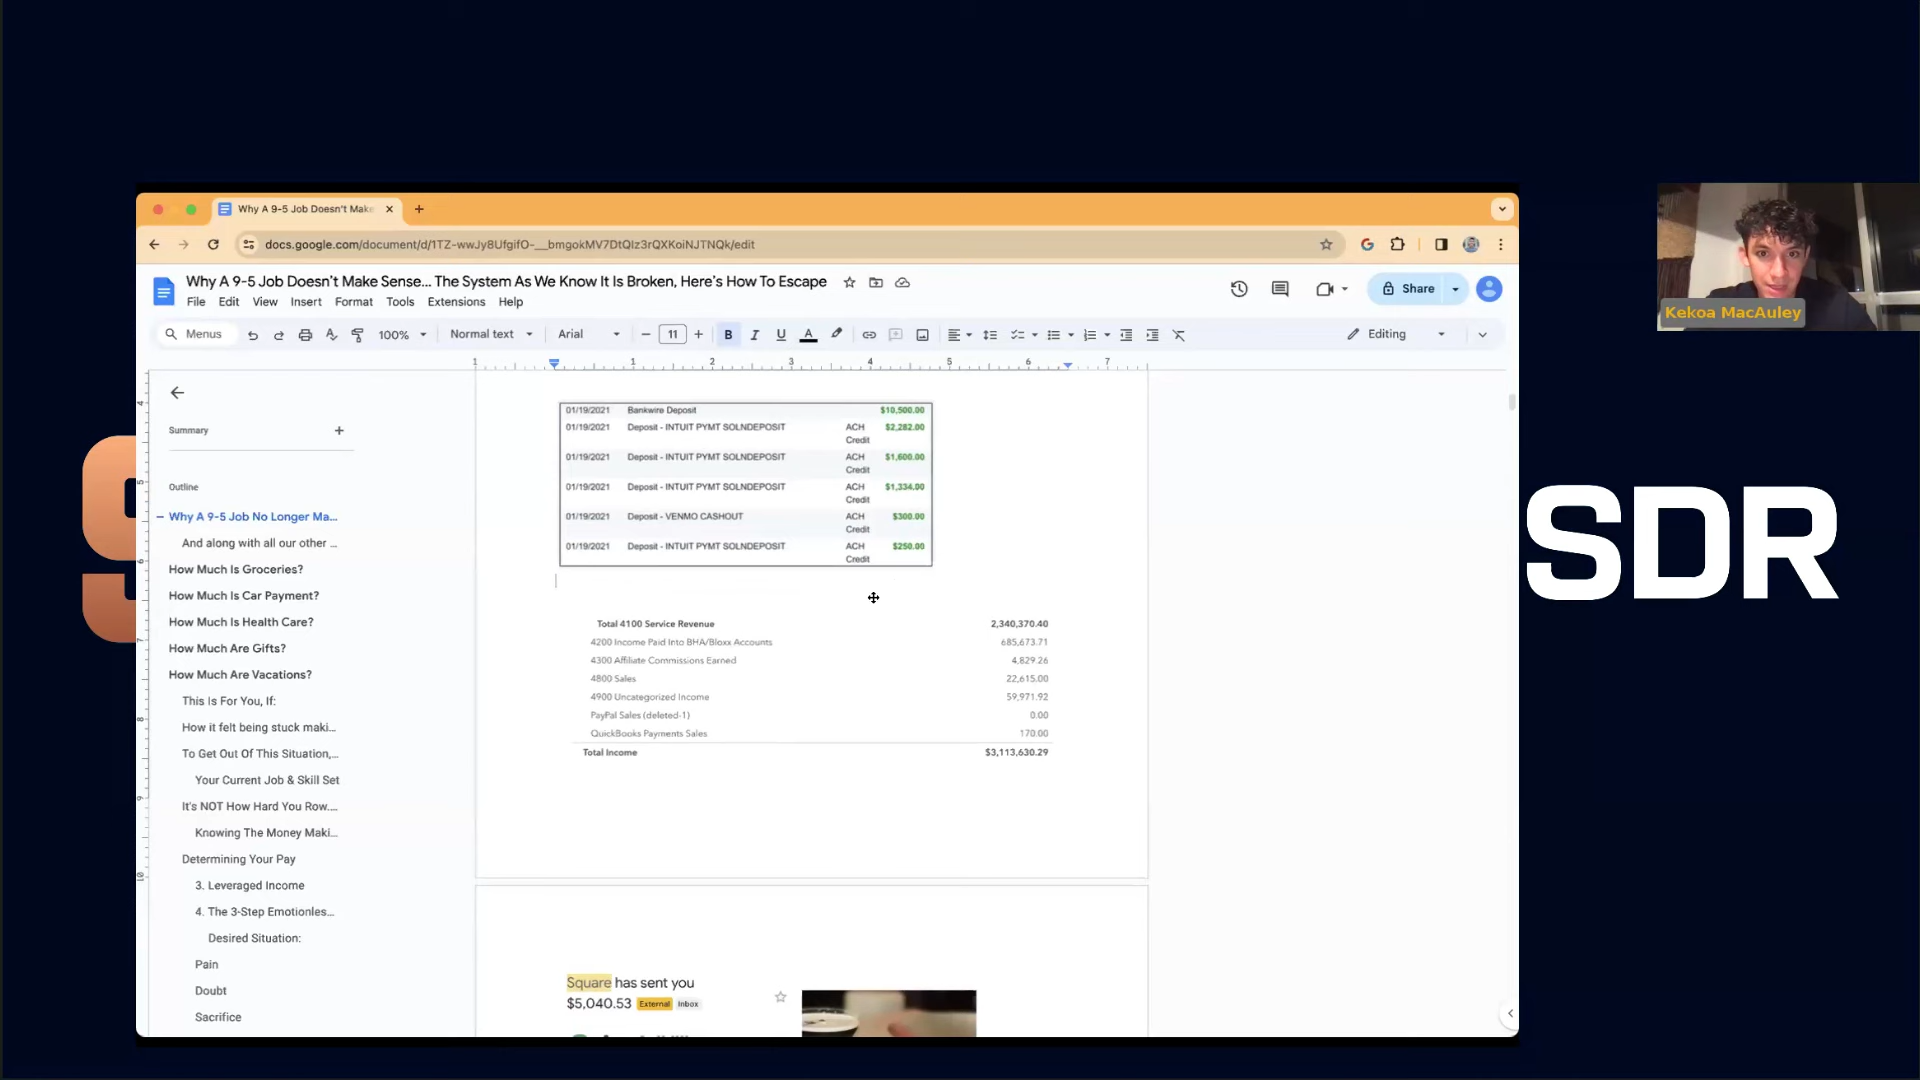 Why A 9-5 Job Doesn't Make
docs.google.com/document/d/1TZ-wwJy8UfgifO-__bmgokMV7DtQIz3rQXKoiNJTNQk/edit
Why A 9-5 Job Doesn't Make Sense... The System As We Know It Is Broken, Here's How To Escape
File Edit View Insert Format Tools Extensions Help
Share
Menus 100% Normal text Arial 11 Editing
1 1 2 3 4 5 6 7
Summary
Outline
Why A 9-5 Job No Longer Ma...
And along with all our other ...
How Much Is Groceries?
How Much Is Car Payment?
How Much Is Health Care?
How Much Are Gifts?
How Much Are Vacations?
This Is For You, If:
How it felt being stuck maki...
To Get Out Of This Situation,...
Your Current Job & Skill Set
It's NOT How Hard You Row....
Knowing The Money Maki...
Determining Your Pay
3. Leveraged Income
4. The 3-Step Emotionles...
Desired Situation:
Pain
Doubt
Sacrifice
01/19/2021 Bankwire Deposit $10,500.00
01/19/2021 Deposit - INTUIT PYMT SOLNDEPOSIT ACH Credit $2,282.00
01/19/2021 Deposit - INTUIT PYMT SOLNDEPOSIT ACH Credit $1,600.00
01/19/2021 Deposit - INTUIT PYMT SOLNDEPOSIT ACH Credit $1,334.00
01/19/2021 Deposit - VENMO CASHOUT ACH Credit $300.00
01/19/2021 Deposit - INTUIT PYMT SOLNDEPOSIT ACH Credit $250.00
Total 4100 Service Revenue 2,340,370.40
4200 Income Paid Into BHA/Bloxx Accounts 685,673.71
4300 Affiliate Commissions Earned 4,829.26
4800 Sales 22,615.00
4900 Uncategorized Income 59,971.92
PayPal Sales (deleted-1) 0.00
QuickBooks Payments Sales 170.00
Total Income $3,113,630.29
Square has sent you
$5,040.53 External Inbox
Kekoa MacAuley
SDR